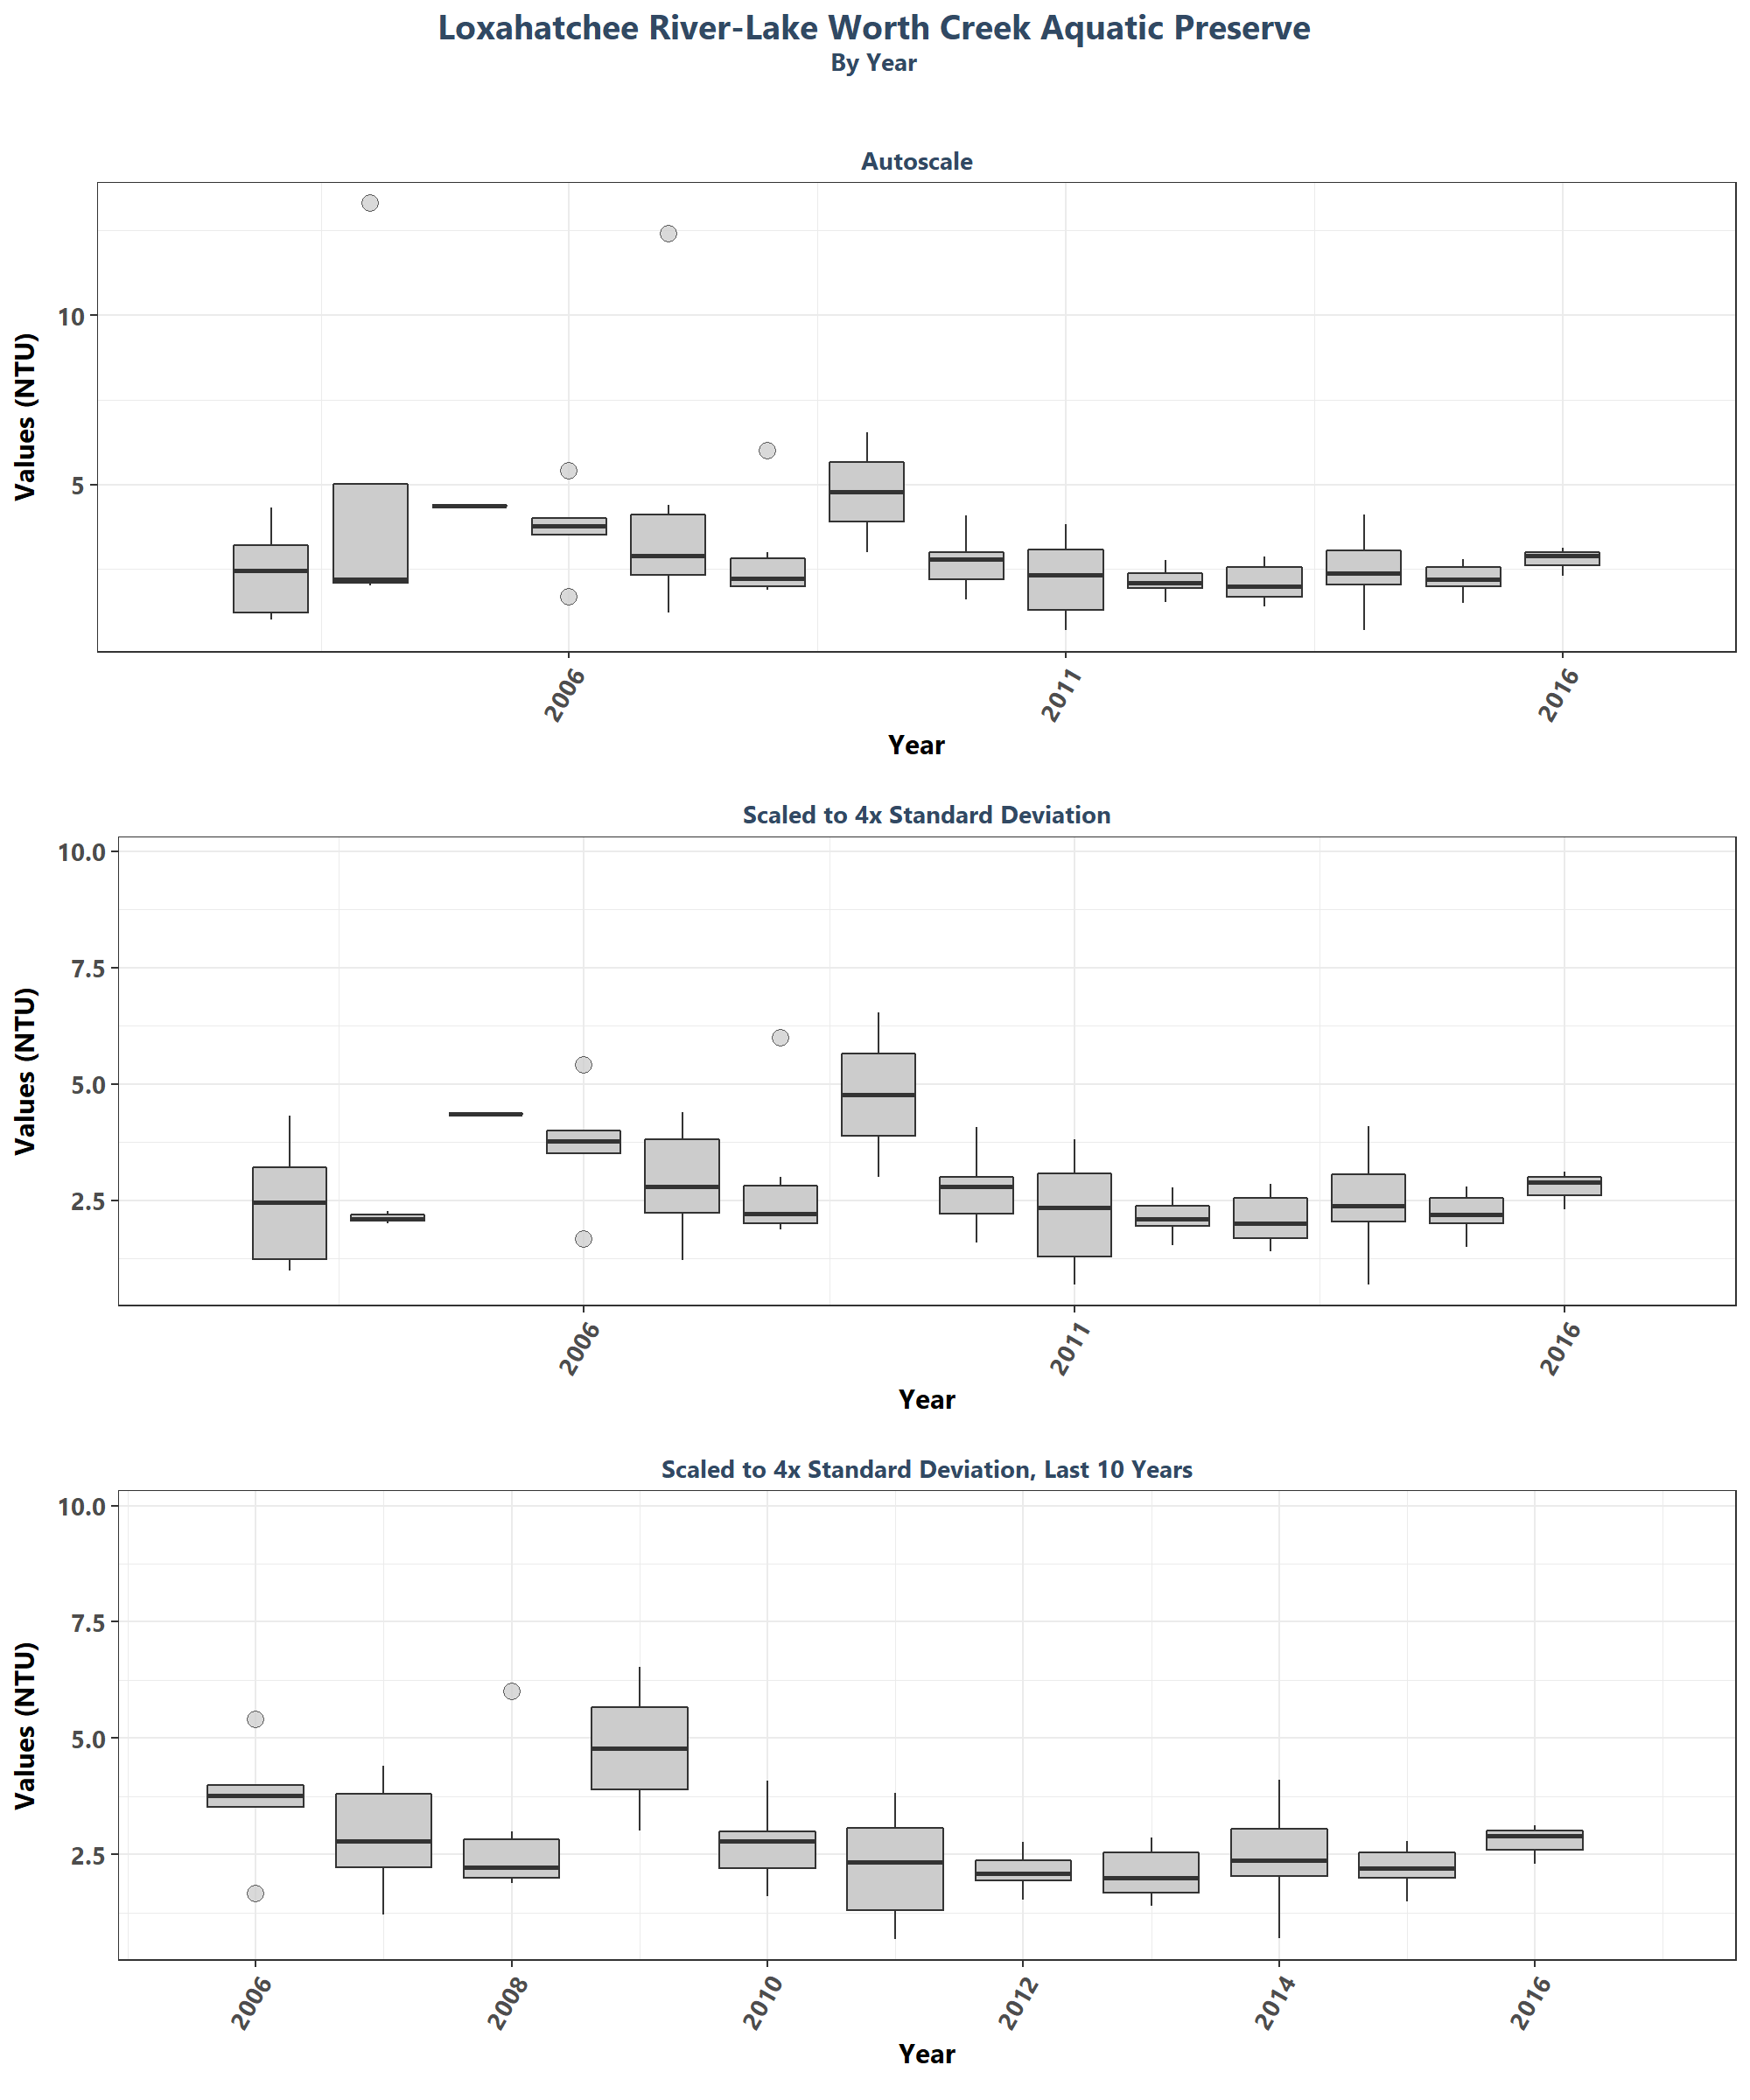 Loxahatchee River-Lake Worth Creek Aquatic Preserve
By Year
Autoscale
Values (NTU)
10
5
2006
2011
2016
Year
Scaled to 4x Standard Deviation
Values (NTU)
10.0
7.5
5.0
2.5
2006
2011
2016
Year
Scaled to 4x Standard Deviation, Last 10 Years
Values (NTU)
10.0
7.5
5.0
2.5
2006
2008
2010
2012
2014
2016
Year